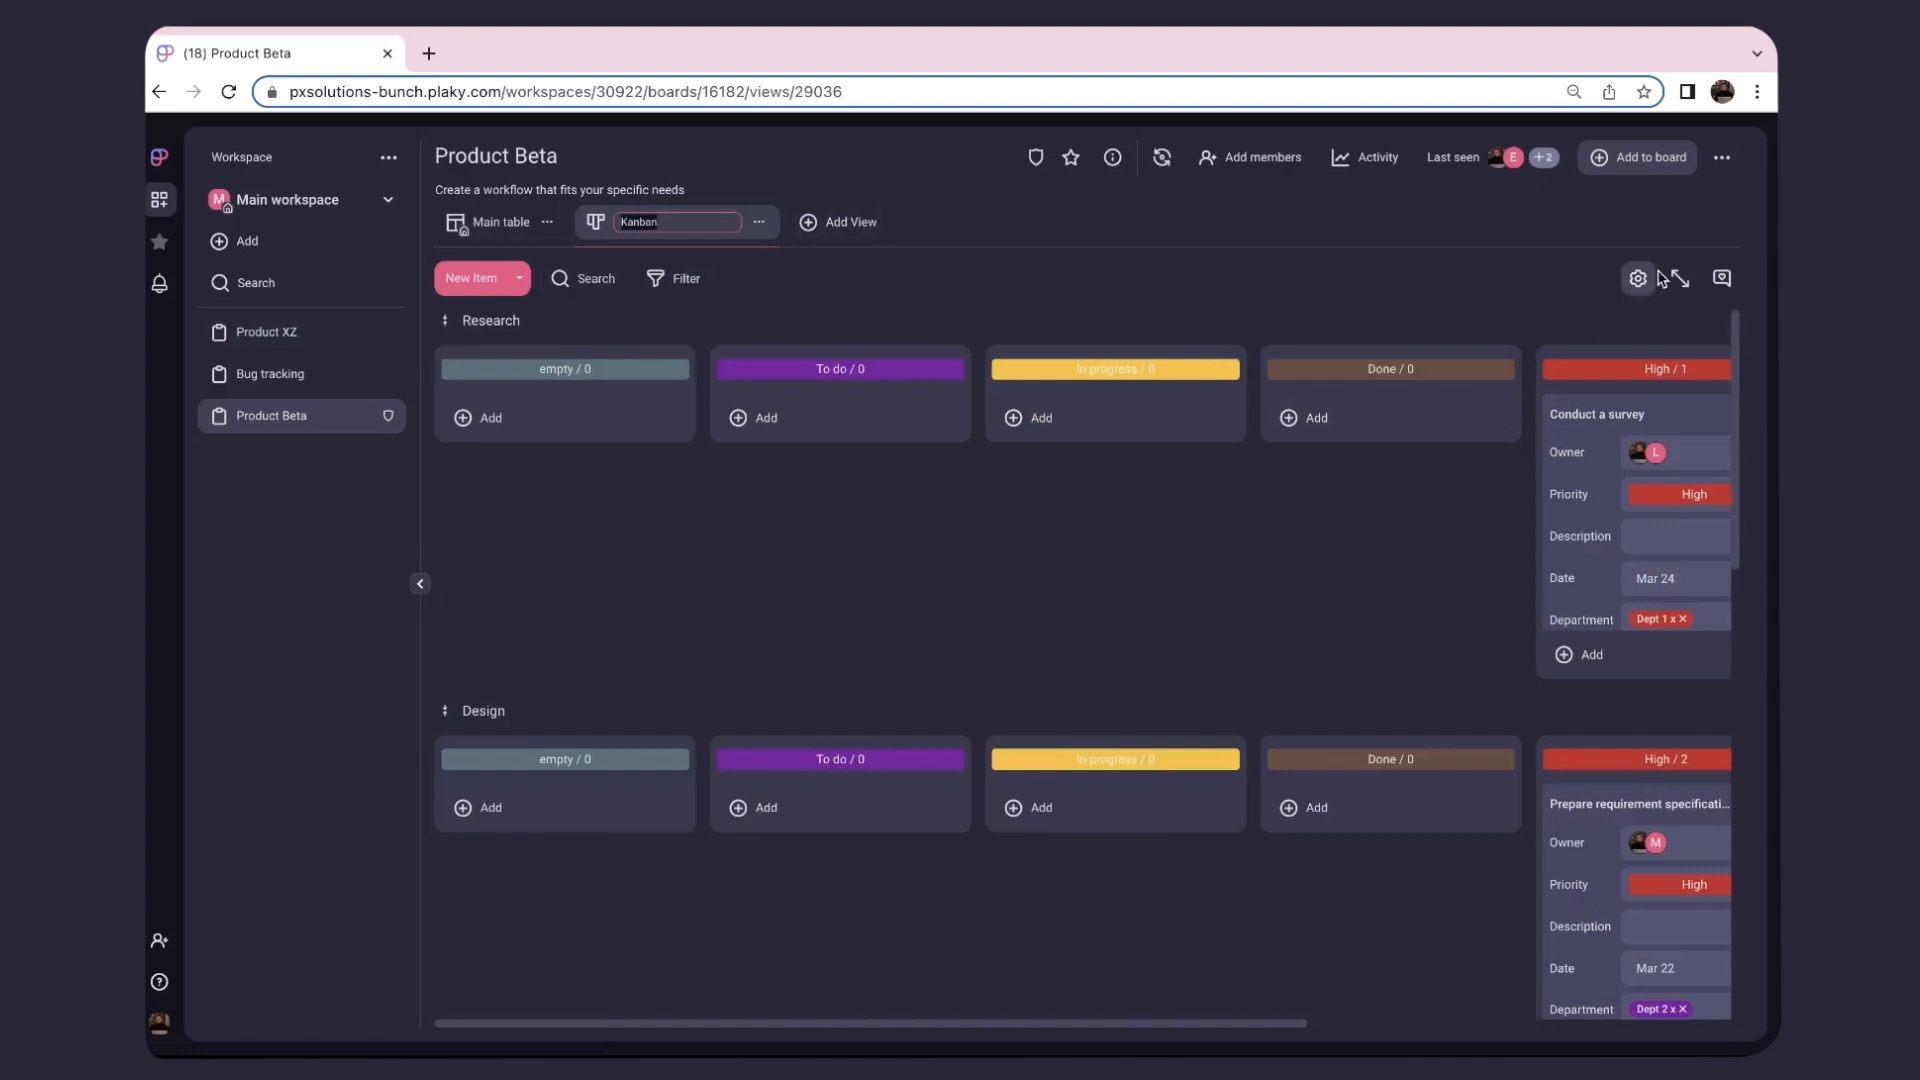 (18) Product Beta
pxsolutions-bunch.plaky.com/workspaces/30922/boards/16182/views/29036
Workspace
M Main workspace
Add
Search
Product XZ
Bug tracking
Product Beta
Product Beta
Add members
Activity
Last seen
E
+2
Add to board
Create a workflow that fits your specific needs
Main table
Kanban
Add View
New Item
Search
Filter
Research
empty / 0
To do / 0
In progress / 0
Done / 0
High / 1
Add
Add
Add
Add
Conduct a survey
Owner
L
Priority
High
Description
Date
Mar 24
Department
Dept 1 x
Add
Design
empty / 0
To do / 0
In progress / 0
Done / 0
High / 2
Add
Add
Add
Add
Prepare requirement specificati...
Owner
M
Priority
High
Description
Date
Mar 22
Department
Dept 2 x